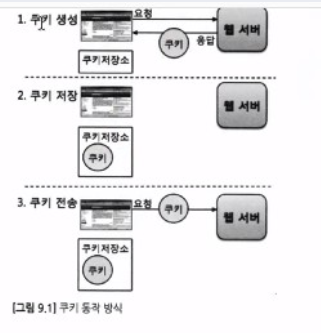 1. 쿠키 생성
요청
웹 서버
응답
쿠키
쿠키저장소
2. 쿠키 저장
웹 서버
쿠키저장소
쿠키
3. 쿠키 전송
요청
쿠키
웹 서버
쿠키저장소
쿠키
[그림 9.1] 쿠키 동작 방식